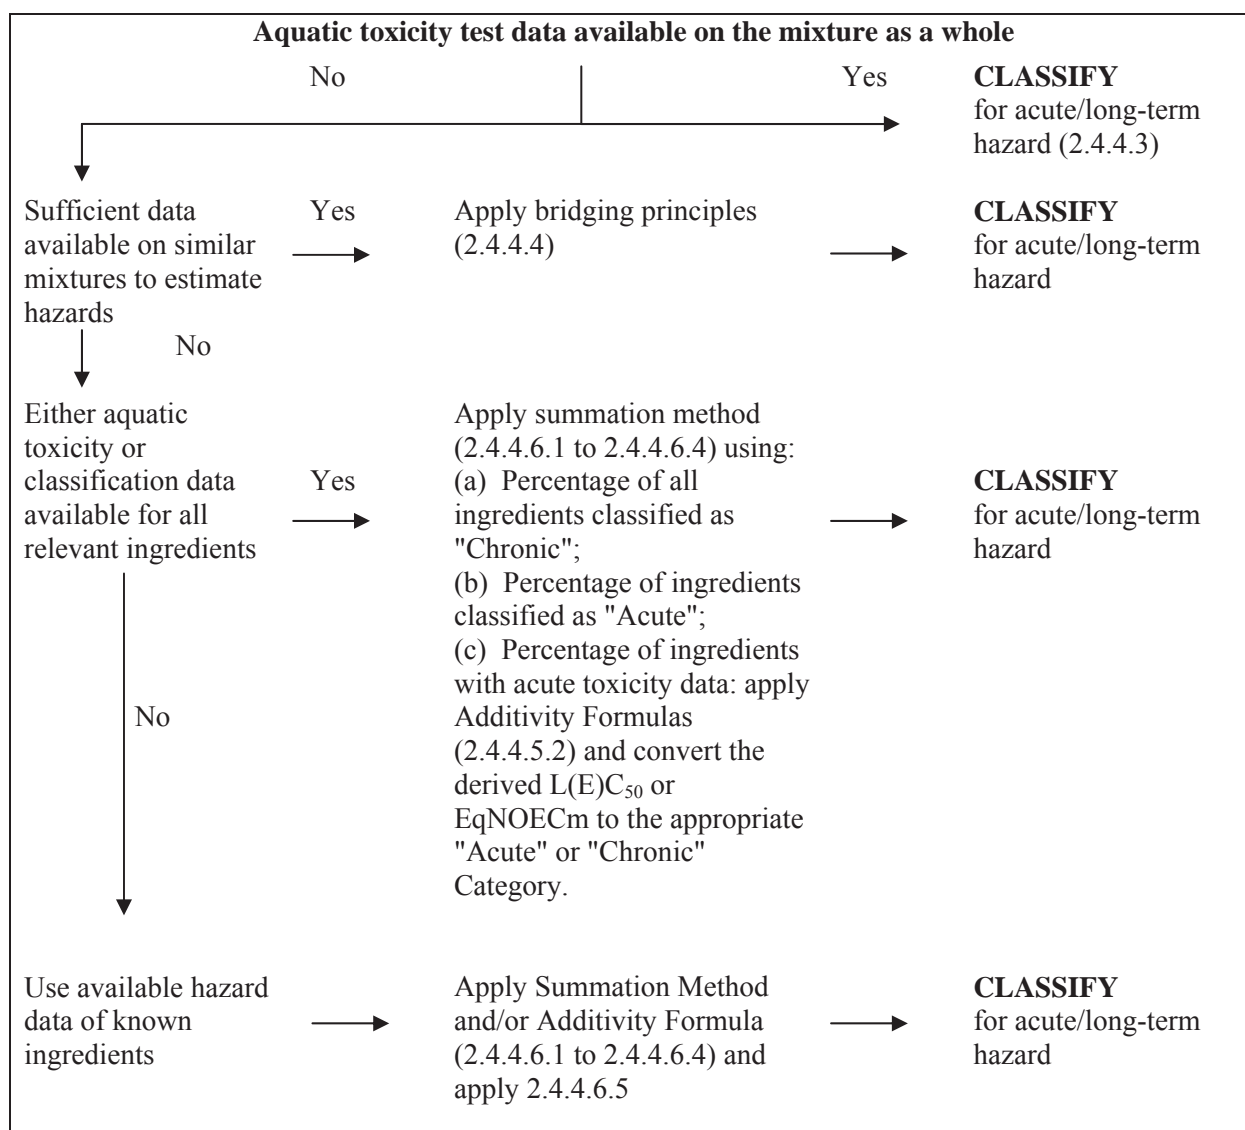 Aquatic toxicity test data available on the mixture as a whole
No
Yes
CLASSIFY
for acute/long-term
hazard (2.4.4.3)
Sufficient data
available on similar
mixtures to estimate
hazards
Yes
Apply bridging principles
(2.4.4.4)
CLASSIFY
for acute/long-term
hazard
No
Either aquatic
toxicity or
classification data
available for all
relevant ingredients
Yes
Apply summation method
(2.4.4.6.1 to 2.4.4.6.4) using:
(a) Percentage of all
ingredients classified as
"Chronic";
(b) Percentage of ingredients
classified as "Acute";
(c) Percentage of ingredients
with acute toxicity data: apply
Additivity Formulas
(2.4.4.5.2) and convert the
derived L(E)C50 or
EqNOECm to the appropriate
"Acute" or "Chronic"
Category.
CLASSIFY
for acute/long-term
hazard
No
Use available hazard
data of known
ingredients
Apply Summation Method
and/or Additivity Formula
(2.4.4.6.1 to 2.4.4.6.4) and
apply 2.4.4.6.5
CLASSIFY
for acute/long-term
hazard